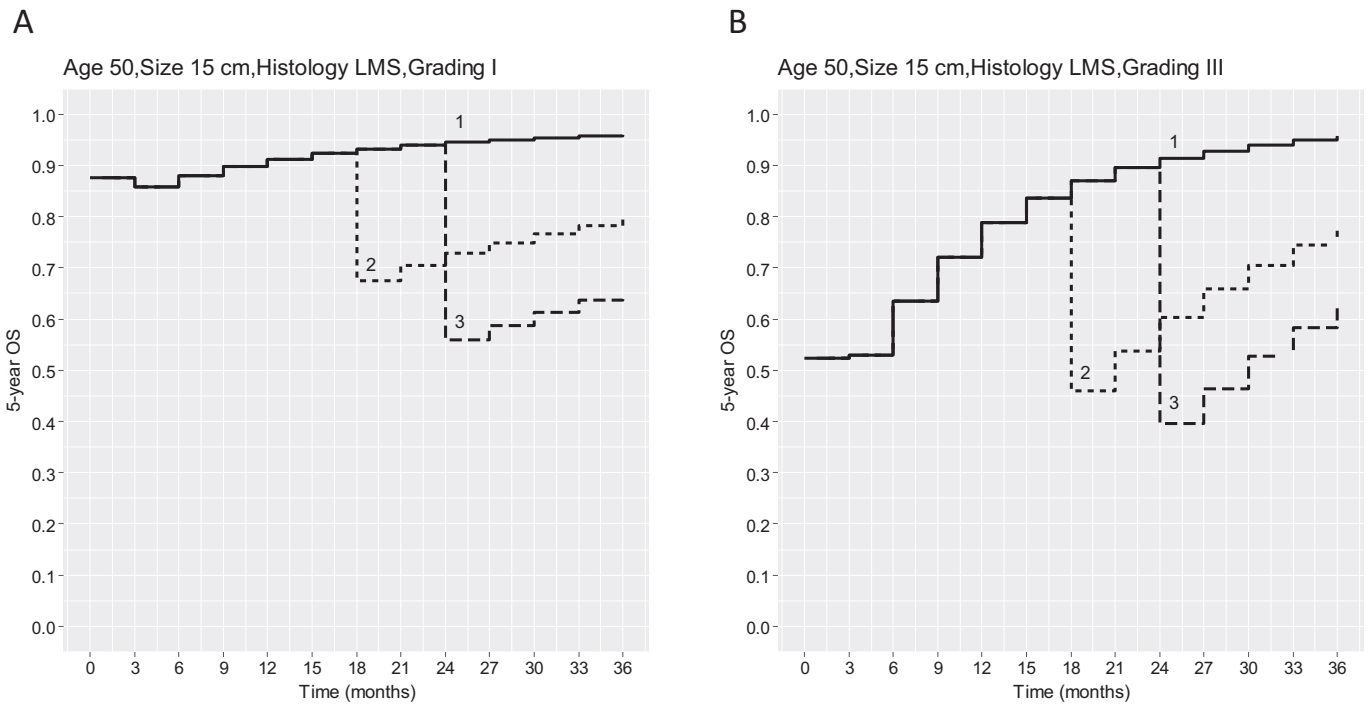 A
Age 50,Size 15 cm,Histology LMS,Grading I
5-year OS
1.0
0.9
0.8
0.7
0.6
0.5
0.4
0.3
0.2
0.1
0.0
1
2
3
0 3 6 9 12 15 18 21 24 27 30 33 36
Time (months)
B
Age 50,Size 15 cm,Histology LMS,Grading III
5-year OS
1.0
0.9
0.8
0.7
0.6
0.5
0.4
0.3
0.2
0.1
0.0
1
2
3
0 3 6 9 12 15 18 21 24 27 30 33 36
Time (months)